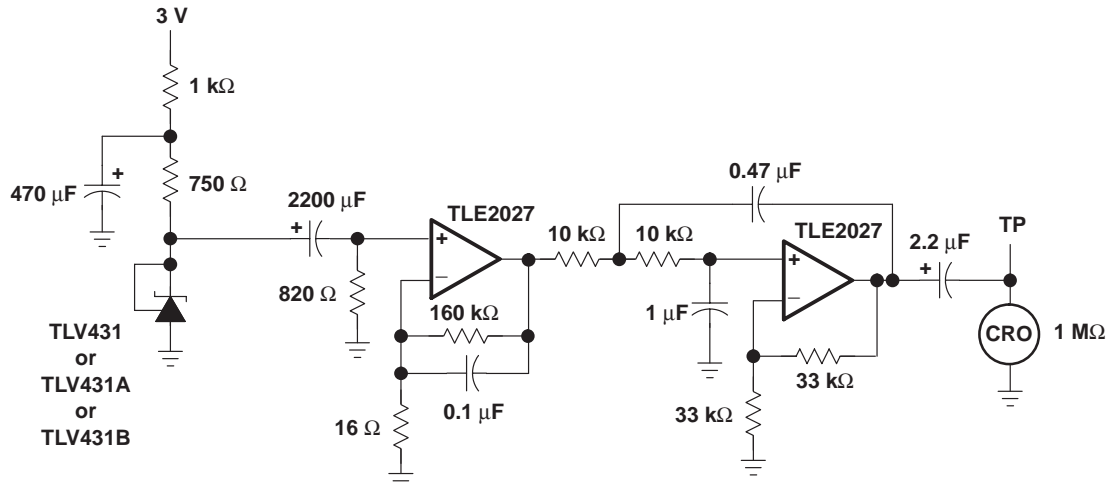 3 V
1 kΩ
470 μF
+
750 Ω
2200 μF
+
TLE2027
+
−
820 Ω
160 kΩ
0.1 μF
16 Ω
10 kΩ
10 kΩ
0.47 μF
TLE2027
+
−
1 μF
33 kΩ
33 kΩ
2.2 μF
+
TP
CRO
1 MΩ
TLV431
or
TLV431A
or
TLV431B